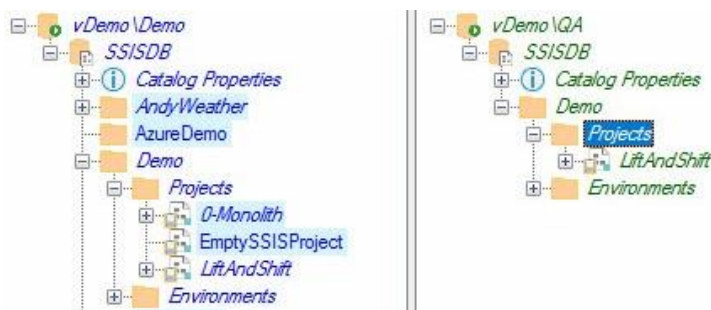 vDemo\Demo
SSISDB
Catalog Properties
AndyWeather
AzureDemo
Demo
Projects
0-Monolith
EmptySSISProject
LiftAndShift
Environments
vDemo\QA
SSISDB
Catalog Properties
Demo
Projects
LiftAndShift
Environments